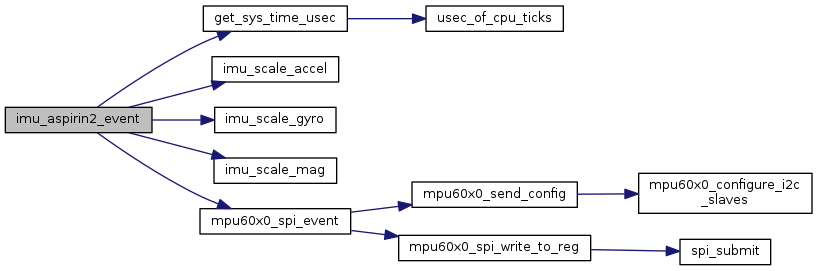 get_sys_time_usec
usec_of_cpu_ticks
imu_scale_accel
imu_aspirin2_event
imu_scale_gyro
imu_scale_mag
mpu60x0_send_config
mpu60x0_configure_i2c
_slaves
mpu60x0_spi_event
mpu60x0_spi_write_to_reg
spi_submit